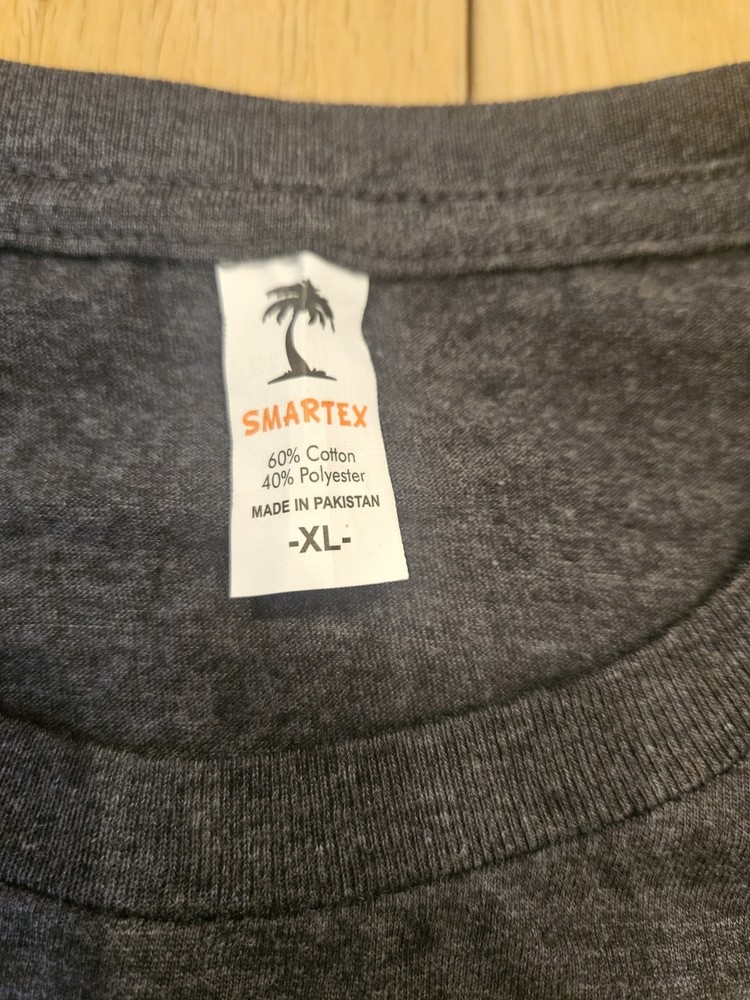 SMARTEX
60% Cotton
40% Polyester
MADE IN PAKISTAN
-XL-